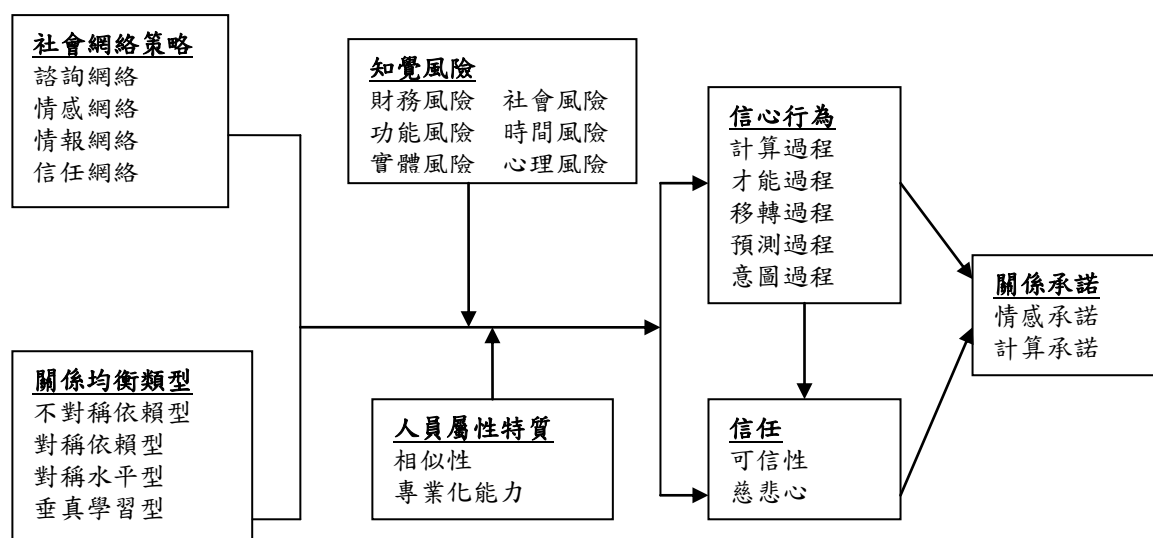 社會網絡策略
諮詢網絡
情感網絡
情報網絡
信任網絡
關係均衡類型
不對稱依賴型
對稱依賴型
對稱水平型
垂真學習型
知覺風險
財務風險 社會風險
功能風險 時間風險
實體風險 心理風險
人員屬性特質
相似性
專業化能力
信心行為
計算過程
才能過程
移轉過程
預測過程
意圖過程
信任
可信性
慈悲心
關係承諾
情感承諾
計算承諾